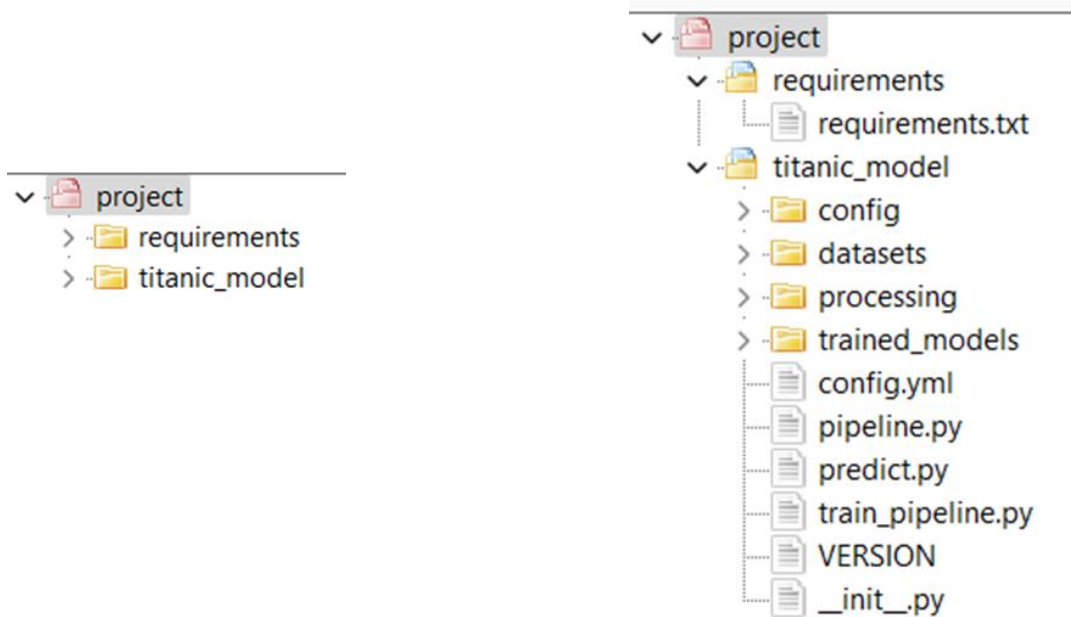 project
requirements
titanic_model
project
requirements
requirements.txt
titanic_model
config
datasets
processing
trained_models
config.yml
pipeline.py
predict.py
train_pipeline.py
VERSION
__init__.py